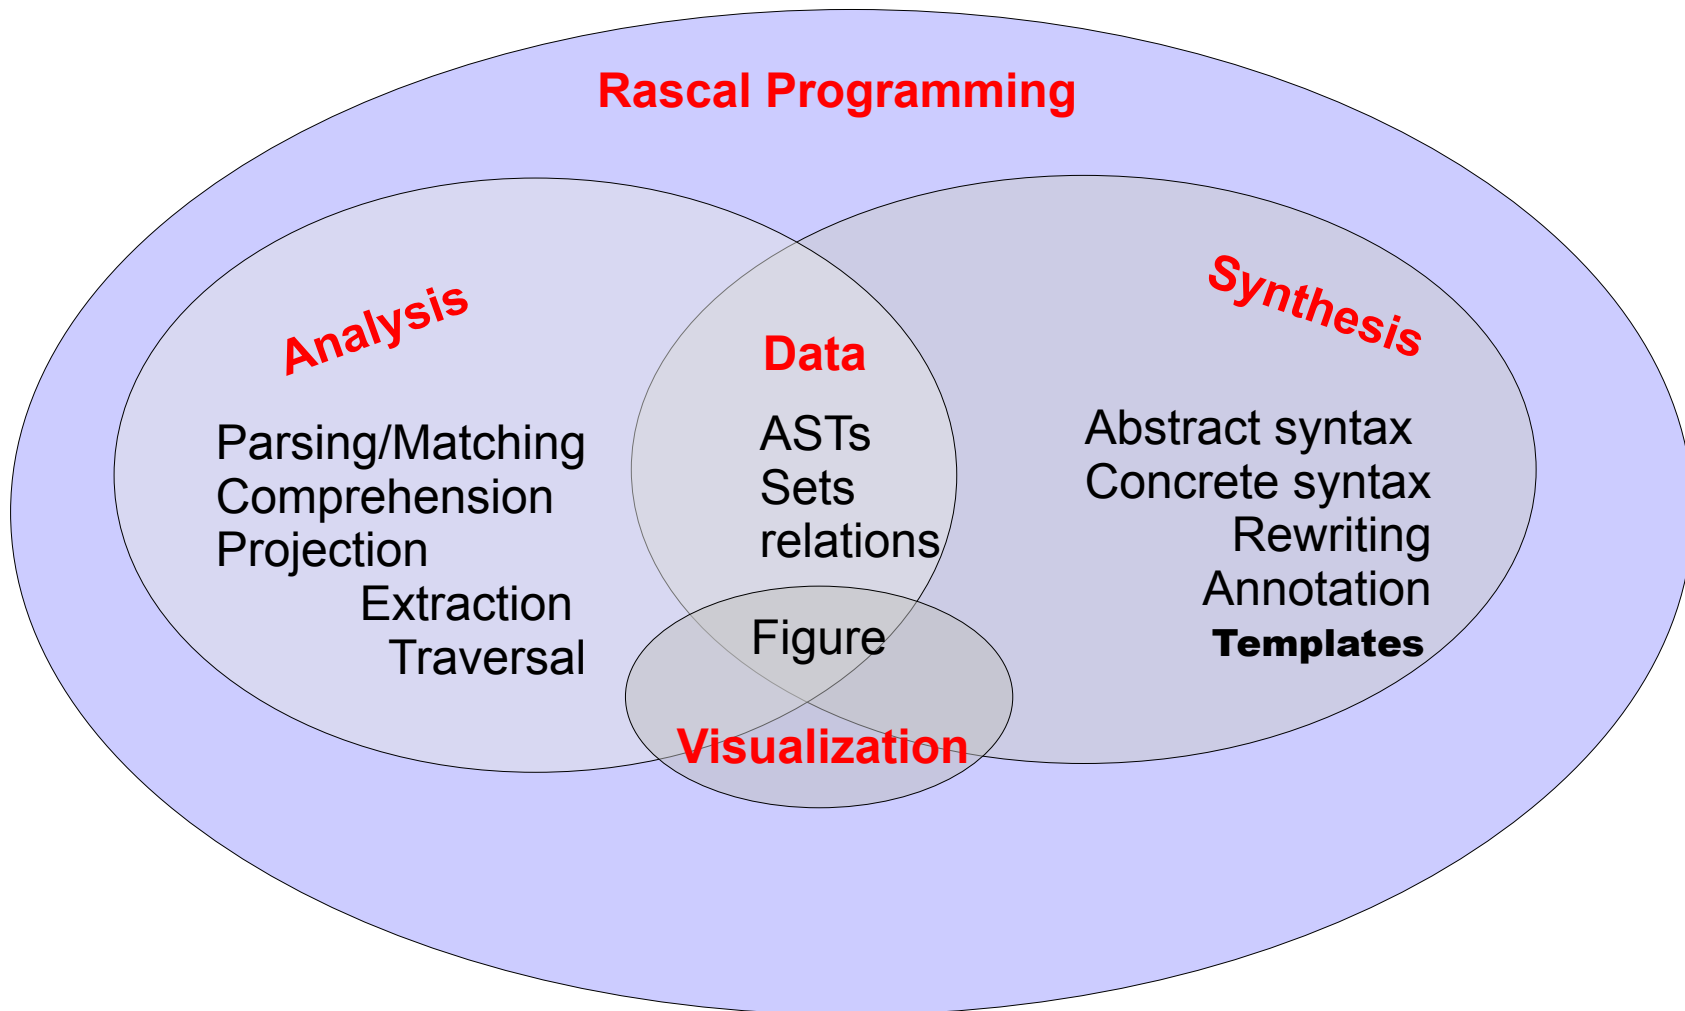 Rascal Programming
Analysis
Parsing/Matching
Comprehension
Projection
Extraction
Traversal
Data
ASTs
Sets
relations
Figure
Visualization
Synthesis
Abstract syntax
Concrete syntax
Rewriting
Annotation
Templates